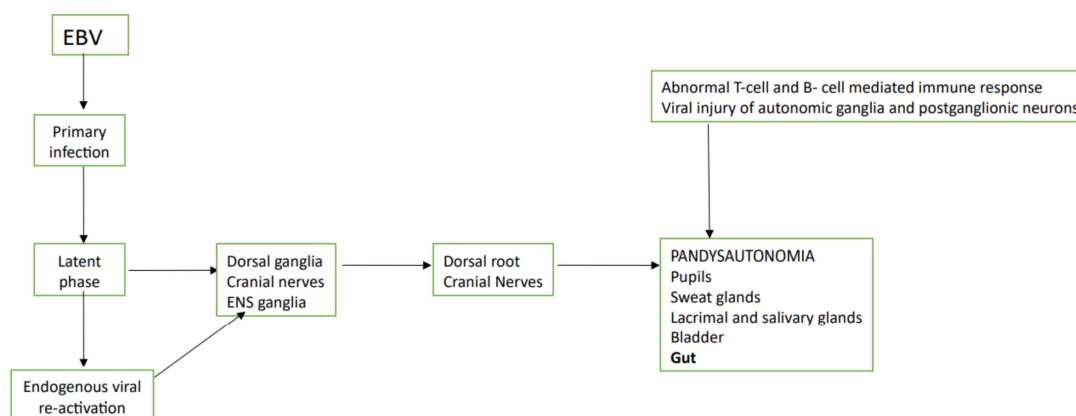 EBV
Primary
infection
Latent
phase
Endogenous viral
re-activation
Dorsal ganglia
Cranial nerves
ENS ganglia
Dorsal root
Cranial Nerves
Abnormal T-cell and B- cell mediated immune response
Viral injury of autonomic ganglia and postganglionic neurons
PANDYSAUTONOMIA
Pupils
Sweat glands
Lacrimal and salivary glands
Bladder
Gut